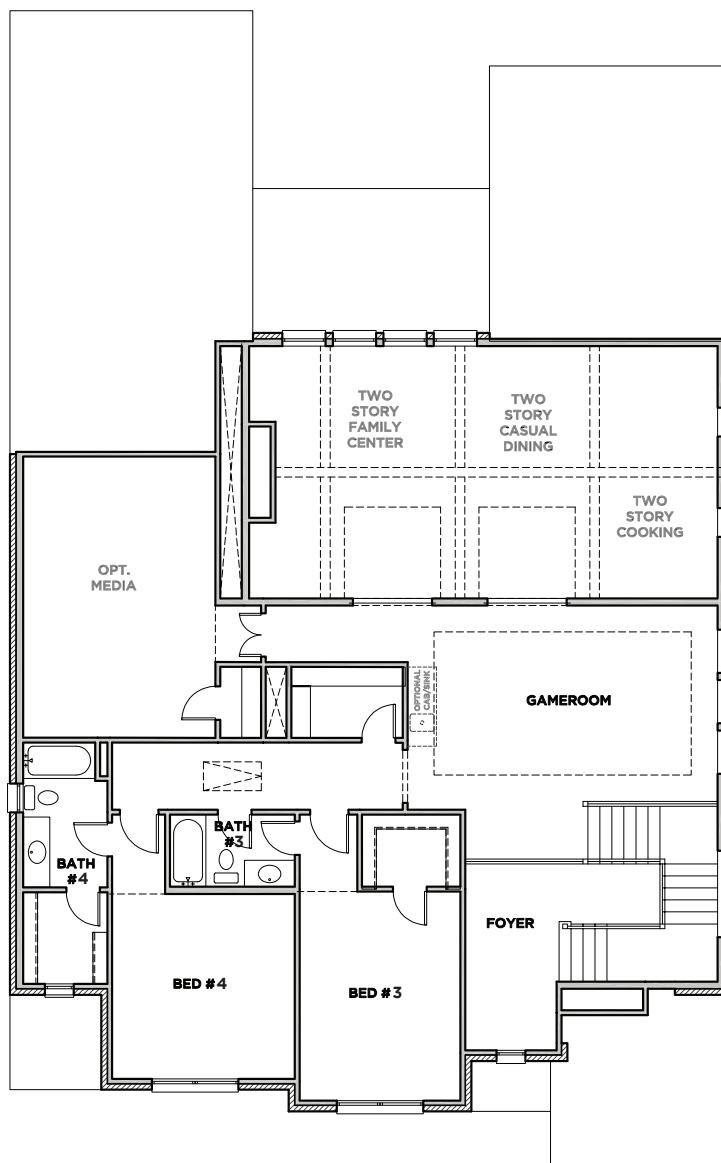 TWO
STORY
FAMILY
CENTER
TWO
STORY
CASUAL
DINING
TWO
STORY
COOKING
OPT.
MEDIA
OPTIONAL
CAB/SINK
GAMEROOM
BATH
#3
BATH
#4
FOYER
BED #4
BED #3